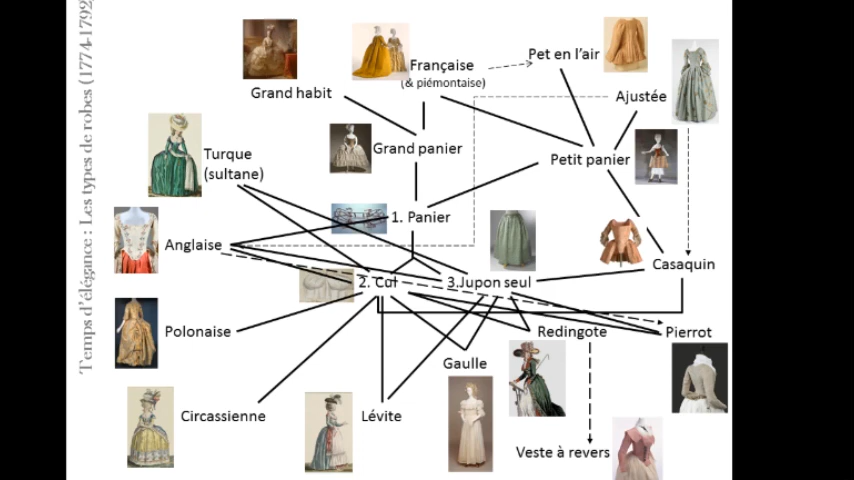 Temps d'élégance : Les types de robes (1774-1792)
Pet en l'air
Française
(& piémontaise)
Grand habit
Ajustée
Grand panier
Turque
(sultane)
Petit panier
1. Panier
Anglaise
Casaquin
2. Cul
3.Jupon seul
Polonaise
Redingote
Pierrot
Gaulle
Circassienne
Lévite
Veste à revers